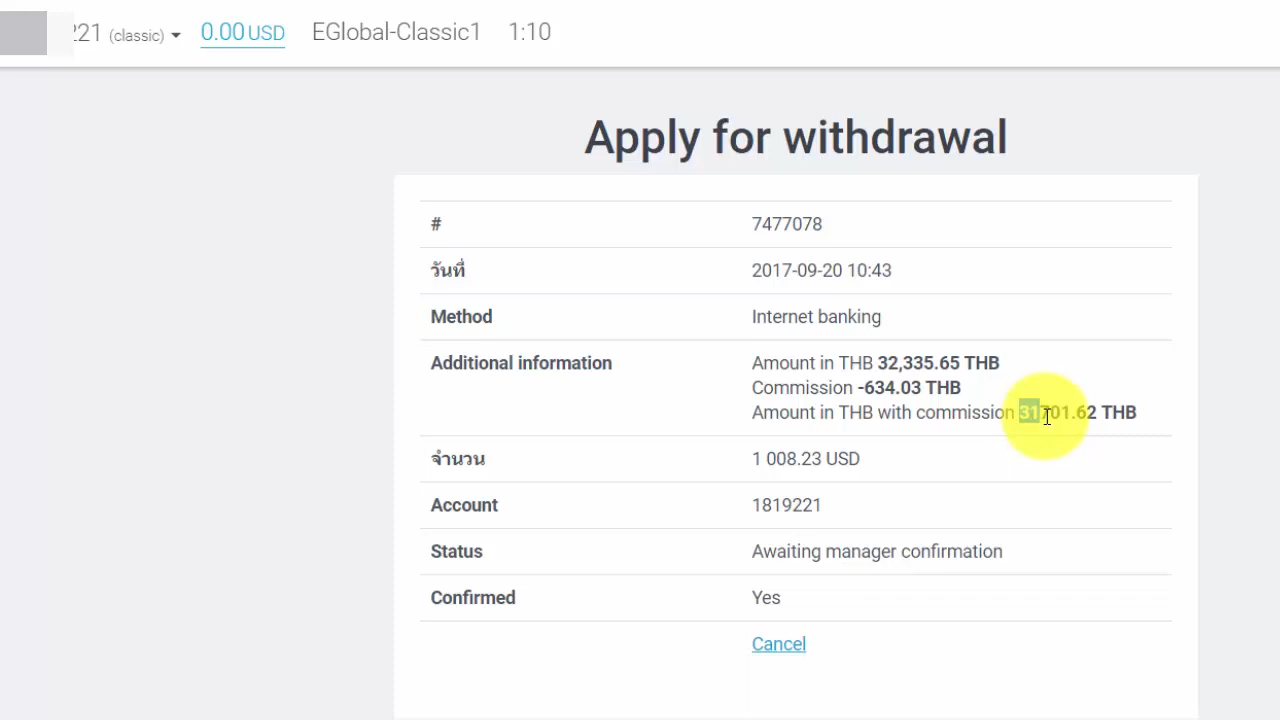 221 (classic) 0.00 USD EGlobal-Classic1 1:10
Apply for withdrawal
# 7477078
วันที่ 2017-09-20 10:43
Method Internet banking
Additional information Amount in THB 32,335.65 THB
Commission -634.03 THB
Amount in THB with commission 31,701.62 THB
จำนวน 1 008.23 USD
Account 1819221
Status Awaiting manager confirmation
Confirmed Yes
Cancel